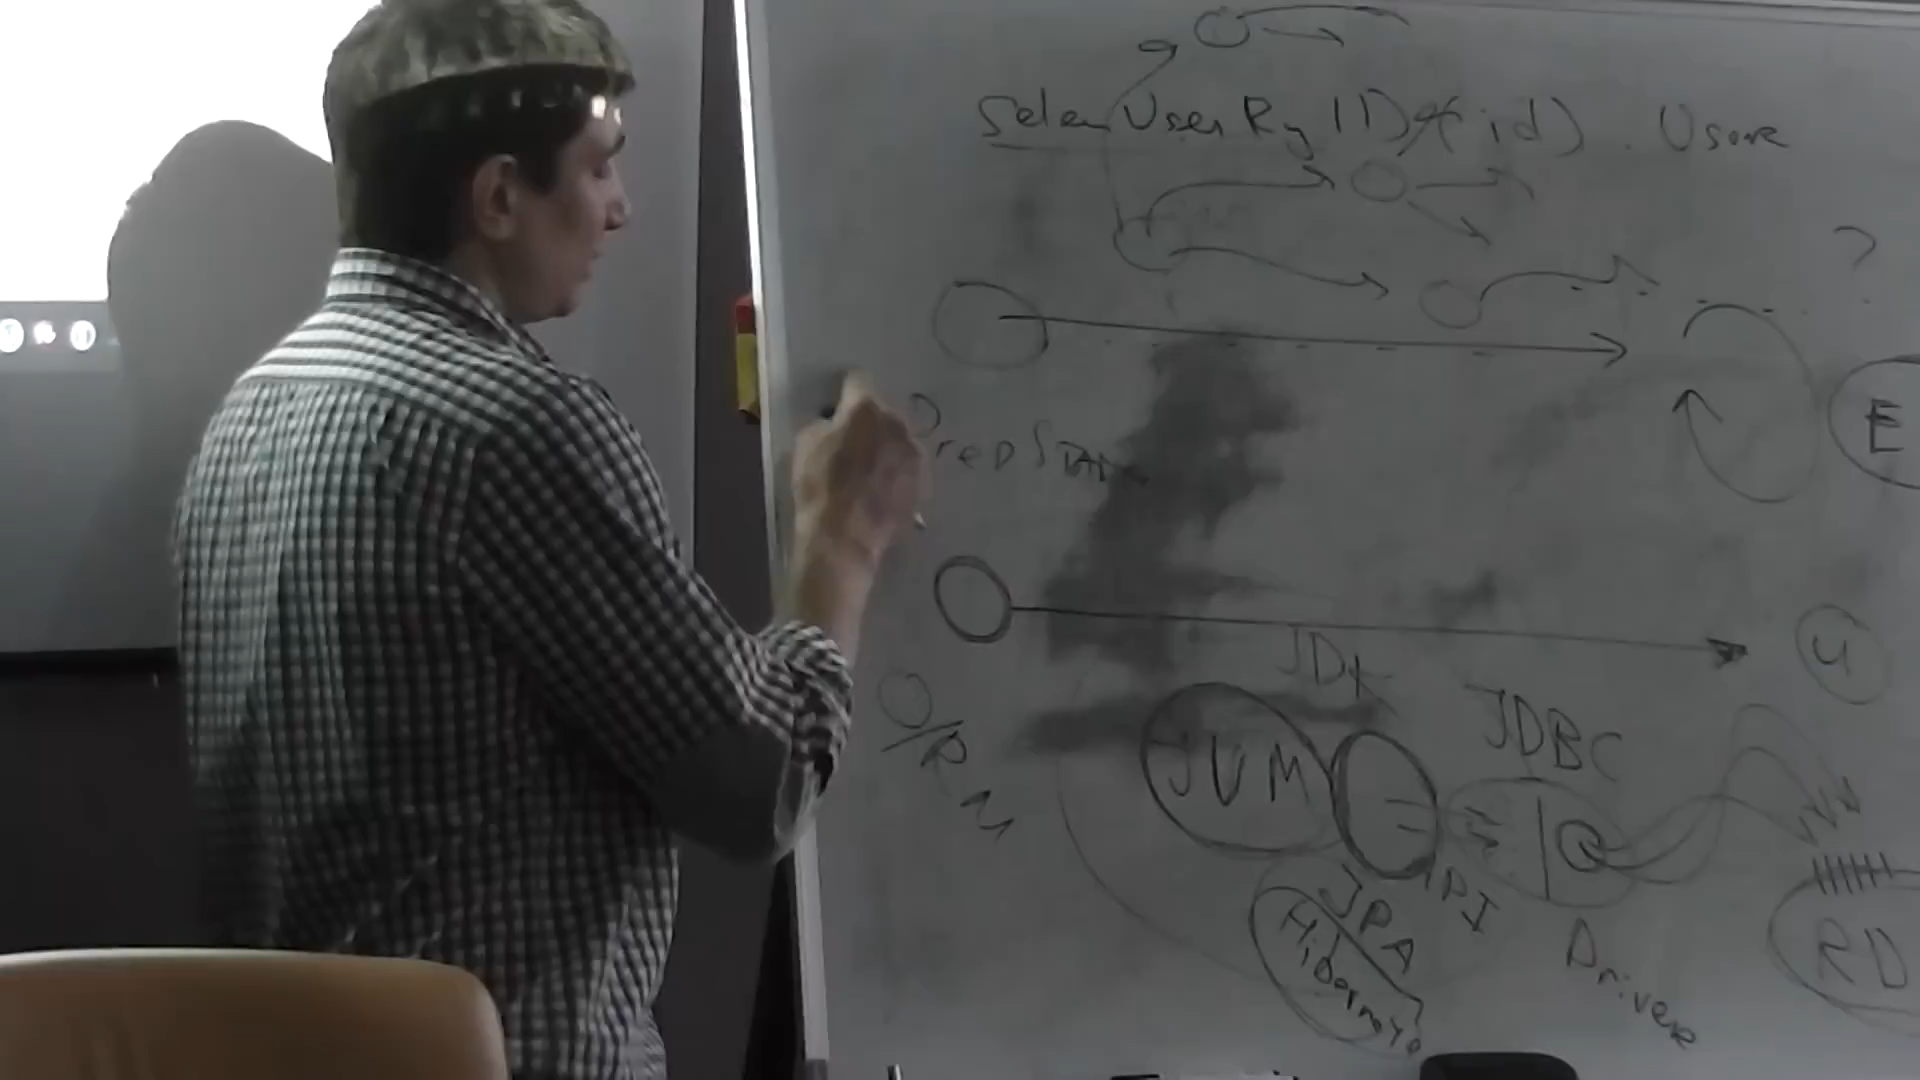 SelectUserById(id). User
?
E
PrepStat
U
JDK
O/RM
JVM
JDBC
API
JPA
Hibernate
Driver
RD